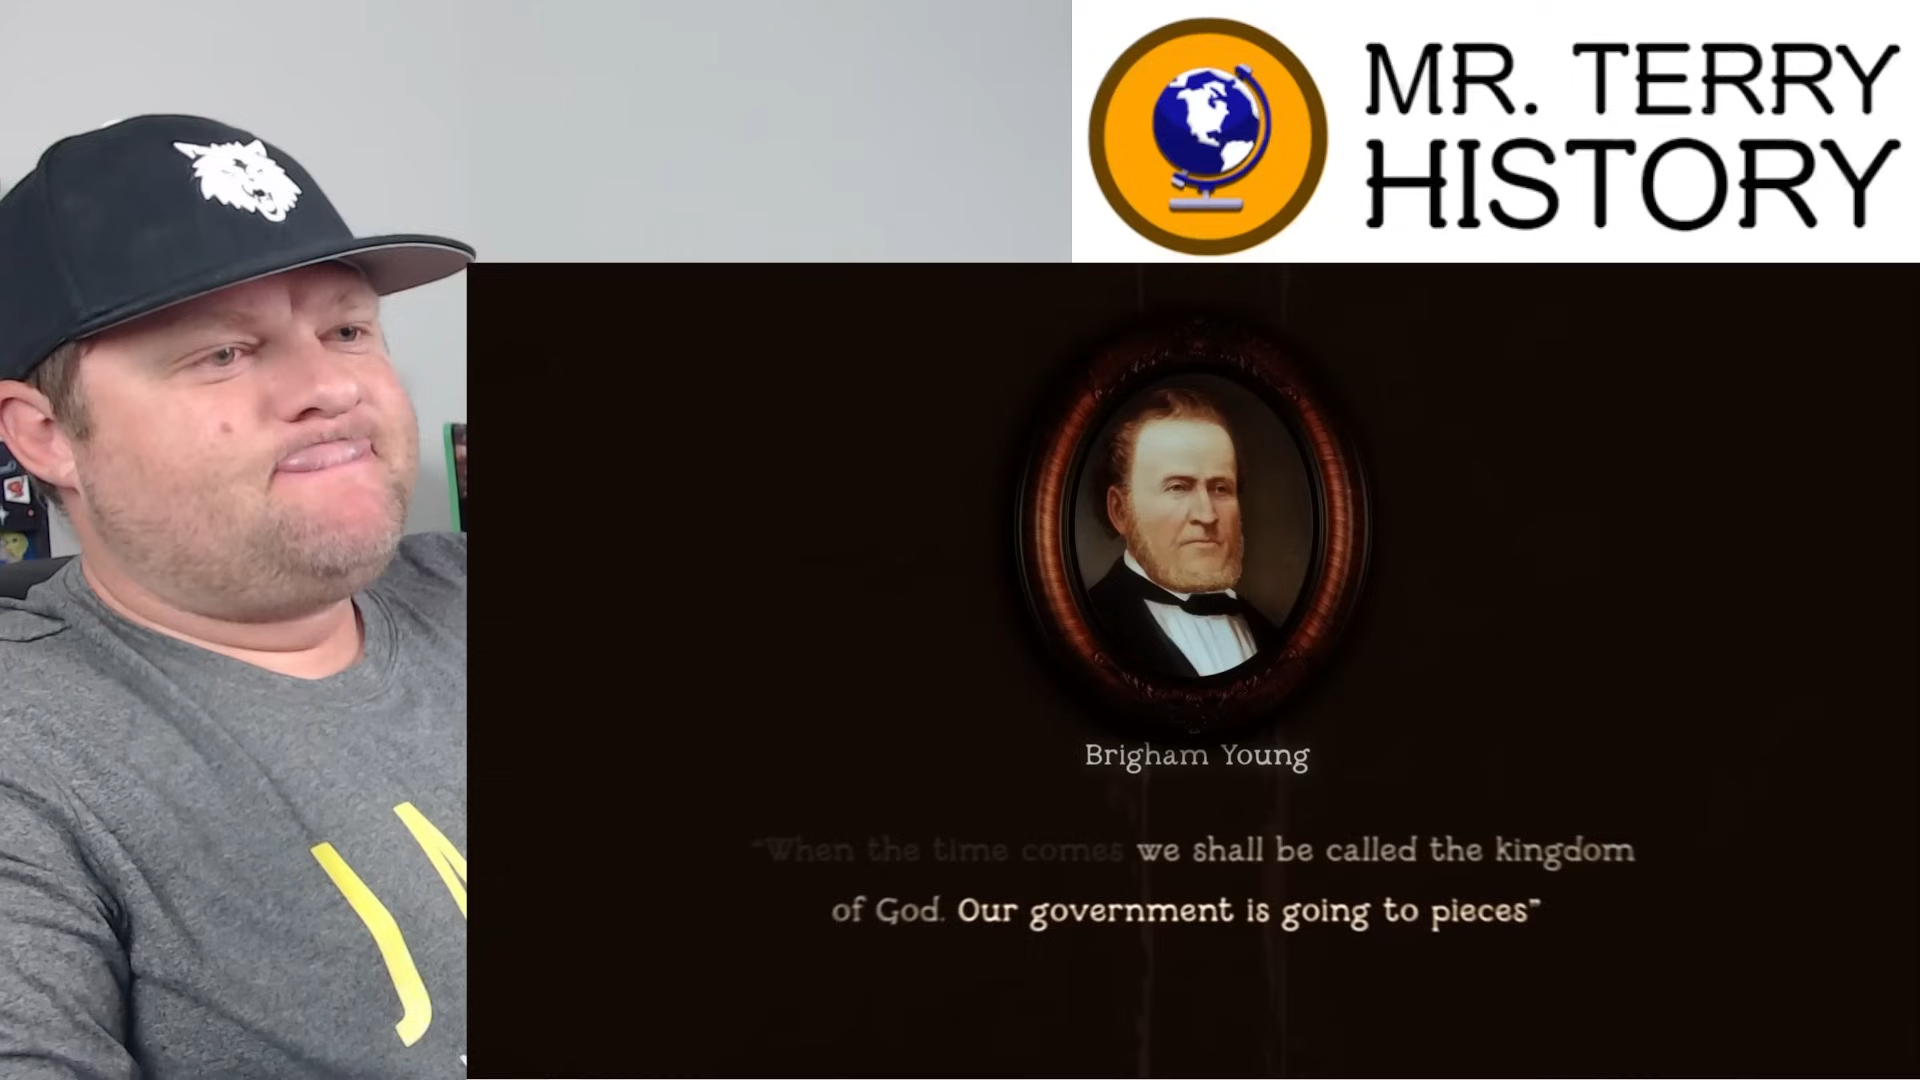 MR. TERRY
HISTORY
Brigham Young
"When the time comes we shall be called the kingdom
of God. Our government is going to pieces"